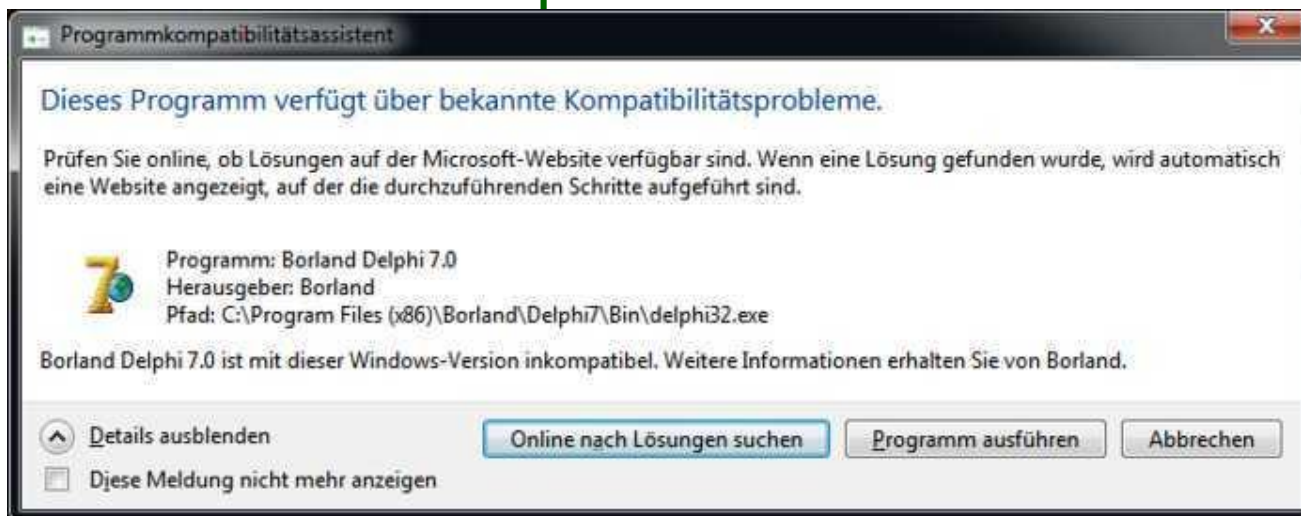 Programmkompatibilitätsassistent
Dieses Programm verfügt über bekannte Kompatibilitätsprobleme.
Prüfen Sie online, ob Lösungen auf der Microsoft-Website verfügbar sind. Wenn eine Lösung gefunden wurde, wird automatisch
eine Website angezeigt, auf der die durchzuführenden Schritte aufgeführt sind.
7
Programm: Borland Delphi 7.0
Herausgeber: Borland
Pfad: C:\Program Files (x86)\Borland\Delphi7\Bin\delphi32.exe
Borland Delphi 7.0 ist mit dieser Windows-Version inkompatibel. Weitere Informationen erhalten Sie von Borland.
Details ausblenden
Online nach Lösungen suchen
Programm ausführen
Abbrechen
Diese Meldung nicht mehr anzeigen